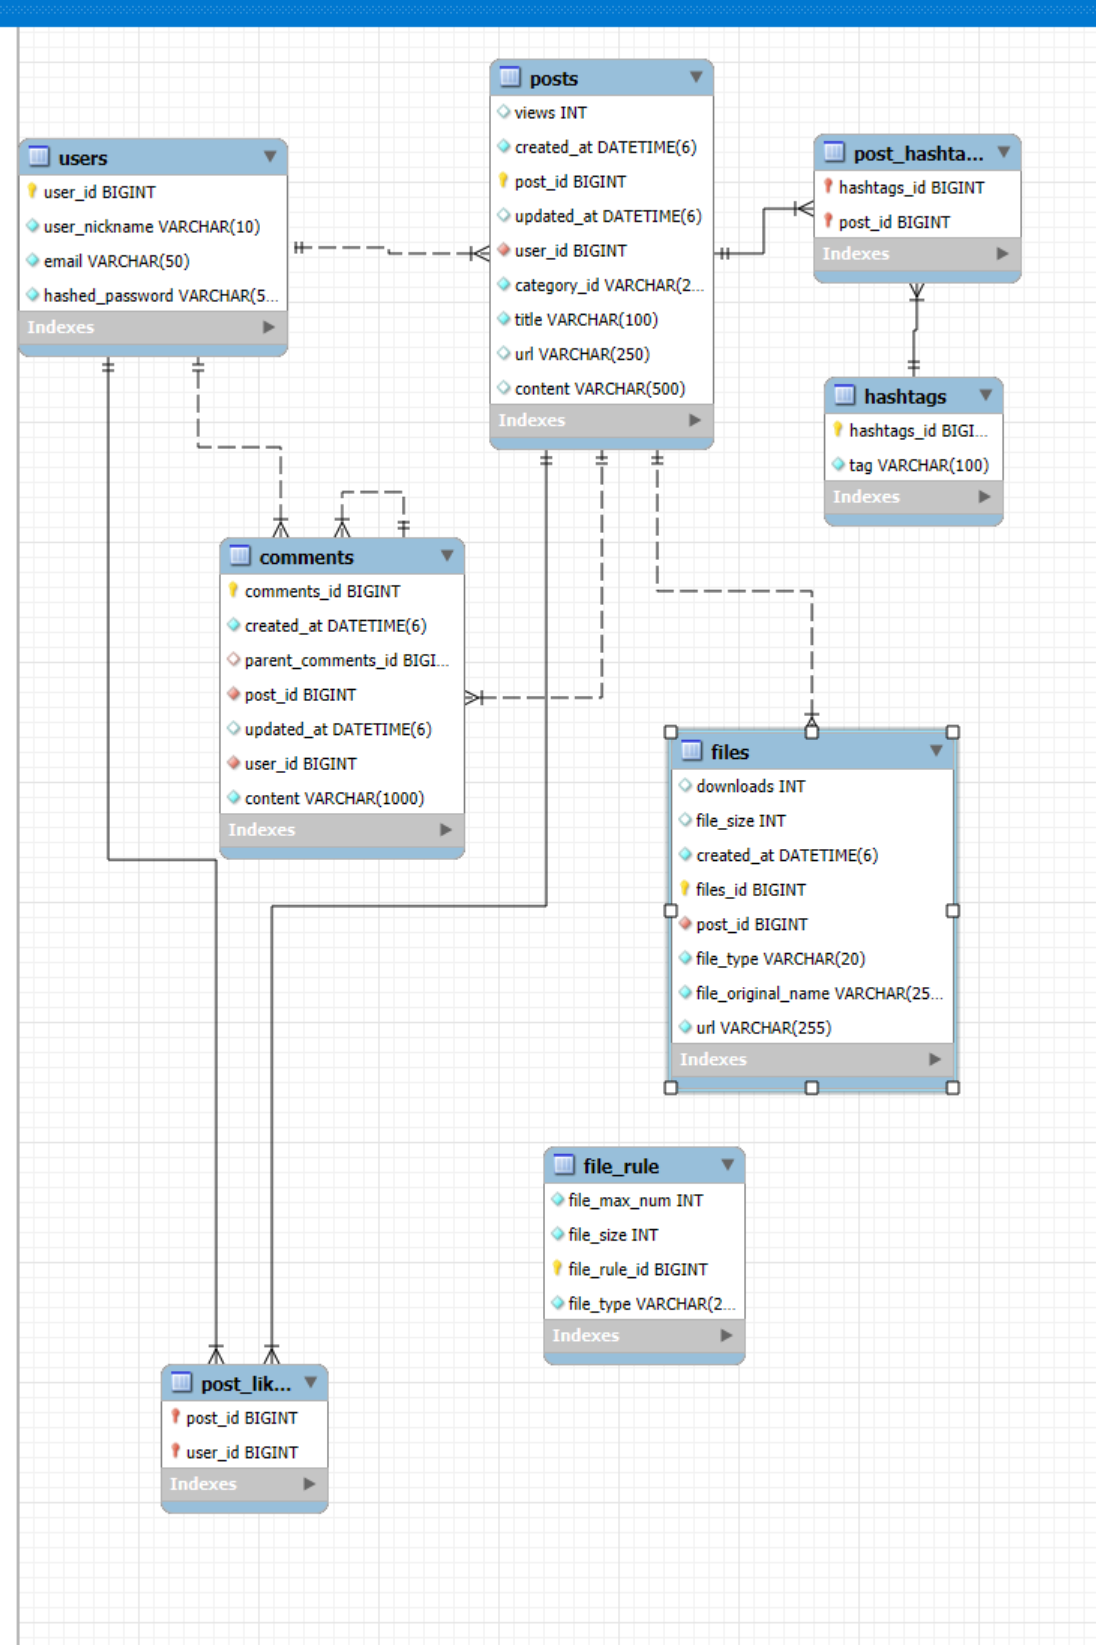 posts
views INT
created_at DATETIME(6)
post_id BIGINT
updated_at DATETIME(6)
user_id BIGINT
category_id VARCHAR(2...
title VARCHAR(100)
url VARCHAR(250)
content VARCHAR(500)
Indexes
users
user_id BIGINT
user_nickname VARCHAR(10)
email VARCHAR(50)
hashed_password VARCHAR(5...
Indexes
post_hashta...
hashtags_id BIGINT
post_id BIGINT
Indexes
hashtags
hashtags_id BIGI...
tag VARCHAR(100)
Indexes
comments
comments_id BIGINT
created_at DATETIME(6)
parent_comments_id BIGI...
post_id BIGINT
updated_at DATETIME(6)
user_id BIGINT
content VARCHAR(1000)
Indexes
files
downloads INT
file_size INT
created_at DATETIME(6)
files_id BIGINT
post_id BIGINT
file_type VARCHAR(20)
file_original_name VARCHAR(25...
url VARCHAR(255)
Indexes
file_rule
file_max_num INT
file_size INT
file_rule_id BIGINT
file_type VARCHAR(2...
Indexes
post_lik...
post_id BIGINT
user_id BIGINT
Indexes